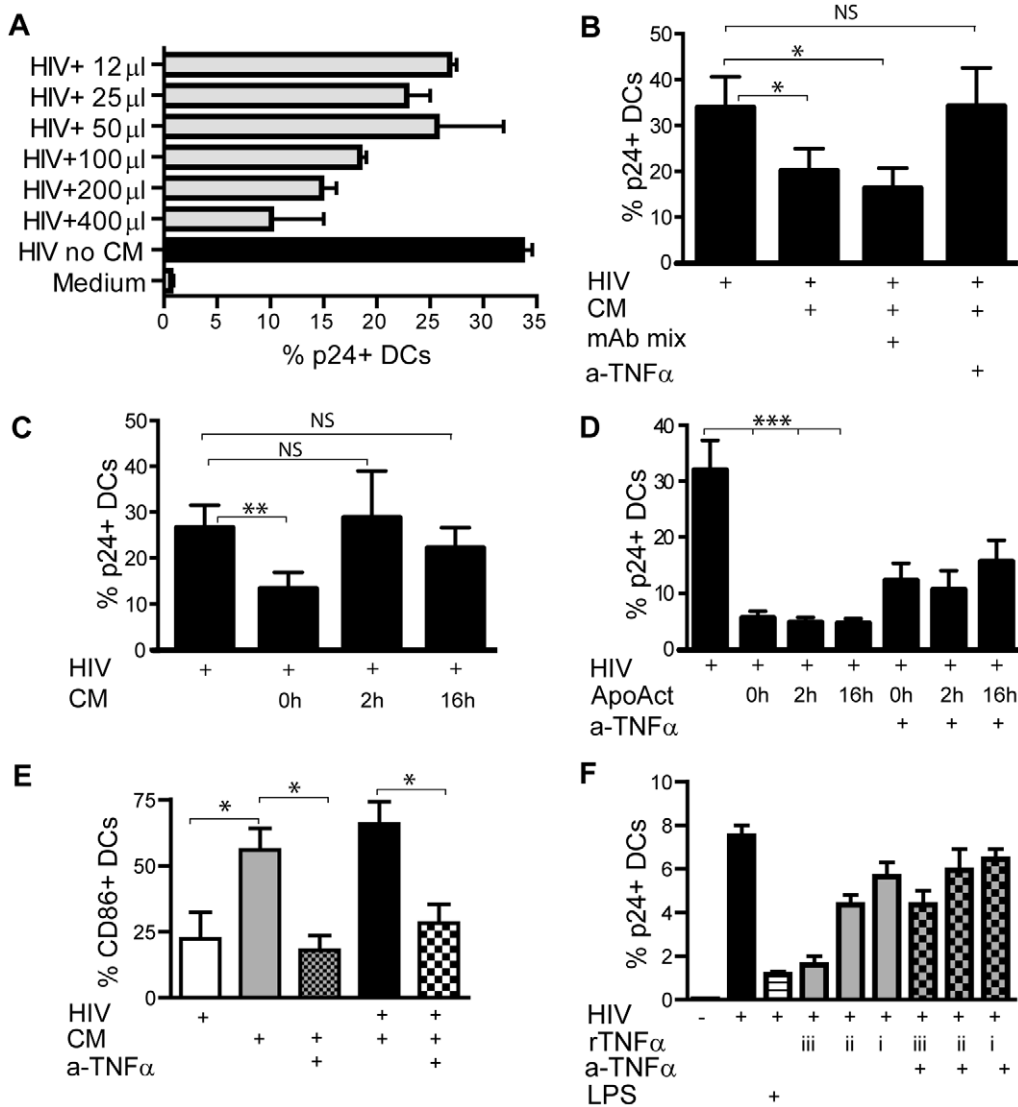 A
HIV+ 12 µl
HIV+ 25 µl
HIV+ 50 µl
HIV+100 µl
HIV+200 µl
HIV+400 µl
HIV no CM
Medium
0 5 10 15 20 25 30 35
% p24+ DCs
B
NS
*
*
50
40
30
20
10
0
% p24+ DCs
HIV + + + +
CM + + +
mAb mix +
a-TNFα +
C
NS
NS
**
50
40
30
20
10
0
% p24+ DCs
HIV + + + +
CM 0h 2h 16h
D
***
40
30
20
10
0
% p24+ DCs
HIV + + + + + + +
ApoAct 0h 2h 16h 0h 2h 16h
a-TNFα + + +
E
* * *
75
50
25
0
% CD86+ DCs
HIV + + +
CM + + + +
a-TNFα + +
F
10
8
6
4
2
0
% p24+ DCs
HIV - + + + + + + + +
rTNFα iii ii i iii ii i
a-TNFα + + +
LPS +